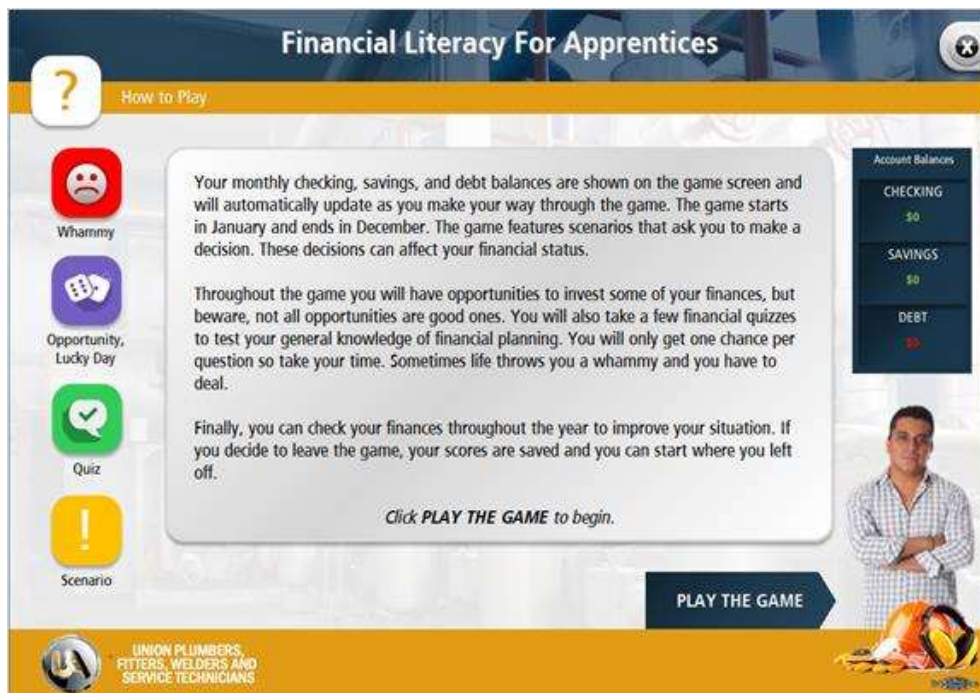 Financial Literacy For Apprentices
?
How to Play
Whammy
Opportunity,
Lucky Day
Quiz
!
Scenario
Your monthly checking, savings, and debt balances are shown on the game screen and
will automatically update as you make your way through the game. The game starts
in January and ends in December. The game features scenarios that ask you to make a
decision. These decisions can affect your financial status.
Throughout the game you will have opportunities to invest some of your finances, but
beware, not all opportunities are good ones. You will also take a few financial quizzes
to test your general knowledge of financial planning. You will only get one chance per
question so take your time. Sometimes life throws you a whammy and you have to
deal.
Finally, you can check your finances throughout the year to improve your situation. If
you decide to leave the game, your scores are saved and you can start where you left
off.
Click PLAY THE GAME to begin.
Account Balances
CHECKING
$0
SAVINGS
$0
DEBT
$0
PLAY THE GAME
UA
UNION PLUMBERS,
FITTERS, WELDERS AND
SERVICE TECHNICIANS